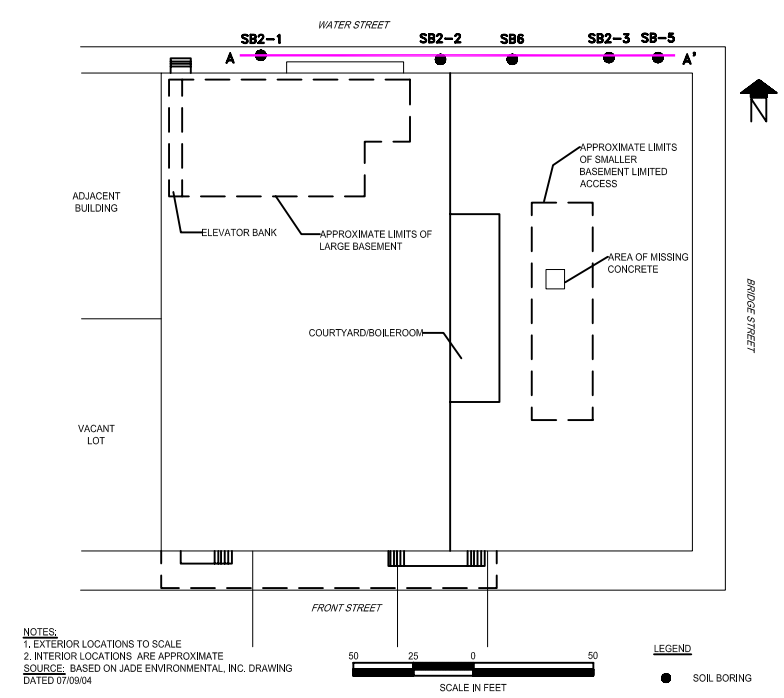 WATER STREET
SB2-1
SB2-2
SB6
SB2-3
SB-5
A
A'
N
APPROXIMATE LIMITS
OF SMALLER
BASEMENT LIMITED
ACCESS
ADJACENT
BUILDING
ELEVATOR BANK
APPROXIMATE LIMITS OF
LARGE BASEMENT
AREA OF MISSING
CONCRETE
BRIDGE STREET
COURTYARD/BOILEROOM
VACANT
LOT
FRONT STREET
NOTES:
1. EXTERIOR LOCATIONS TO SCALE
2. INTERIOR LOCATIONS ARE APPROXIMATE
SOURCE: BASED ON JADE ENVIRONMENTAL, INC. DRAWING
DATED 07/09/04
50 25 0 50
SCALE IN FEET
LEGEND
SOIL BORING